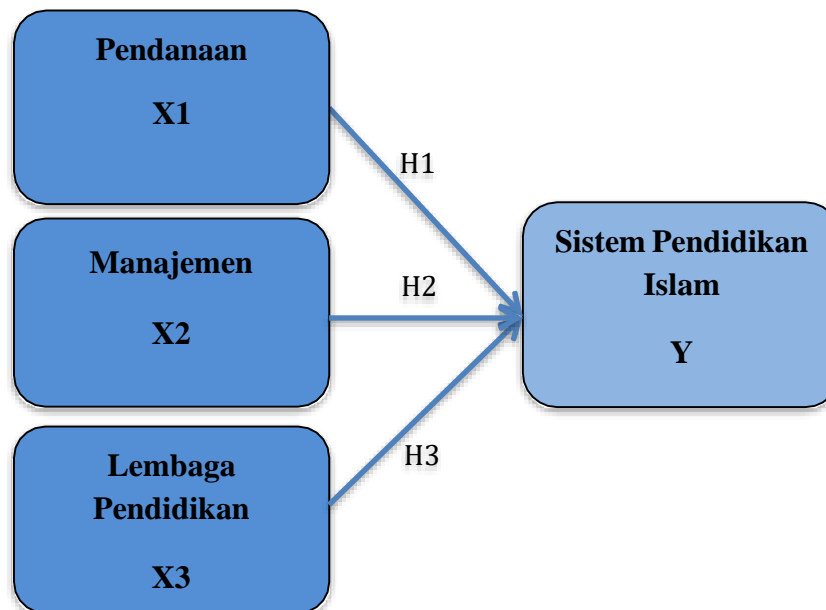 Pendanaan
X1
H1
Manajemen
X2
H2
Lembaga
Pendidikan
X3
H3
Sistem Pendidikan
Islam
Y